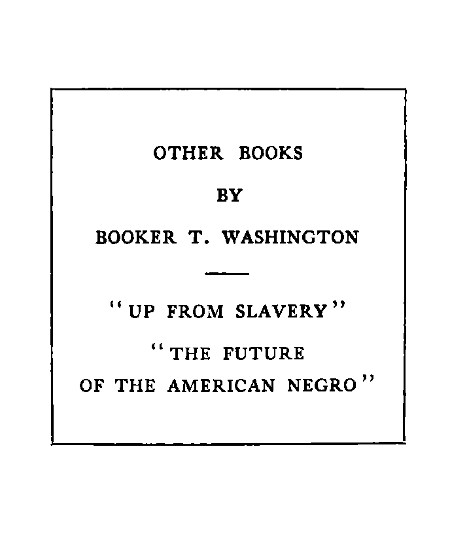 OTHER BOOKS
BY
BOOKER T. WASHINGTON
“UP FROM SLAVERY”
“THE FUTURE
OF THE AMERICAN NEGRO”